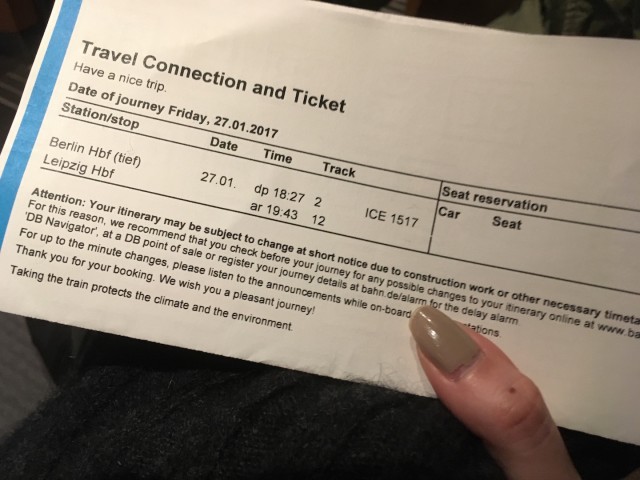 Travel Connection and Ticket
Have a nice trip.
Date of journey Friday, 27.01.2017
Station/stop Date Time Track Seat reservation
Car Seat
Berlin Hbf (tief) 27.01. dp 18:27 2 ICE 1517
Leipzig Hbf ar 19:43 12
Attention: Your itinerary may be subject to change at short notice due to construction work or other necessary
For this reason, we recommend that you check before your journey for any possible changes to your itinerary online at
'DB Navigator', at a DB point of sale or register your journey details at bahn.de/alarm for the delay alarm
For up to the minute changes, please listen to the announcements while on-board
Thank you for your booking. We wish you a pleasant journey!
Taking the train protects the climate and the environment.